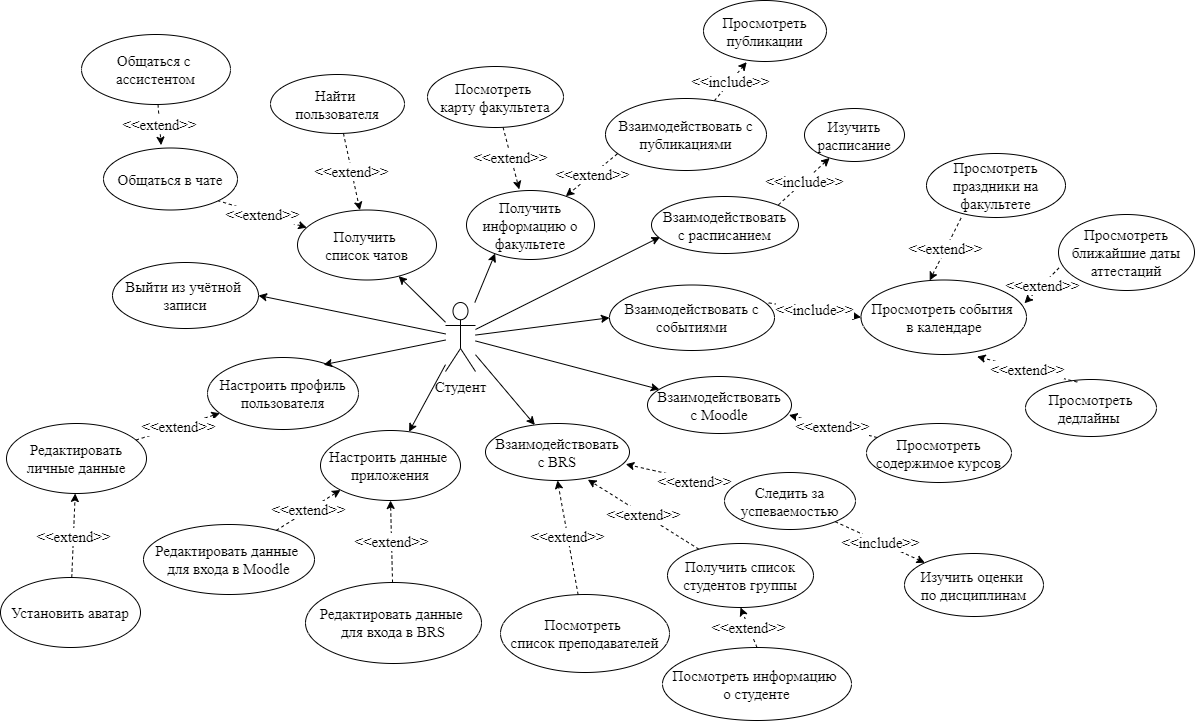 Просмотреть
публикации
Общаться с
ассистентом
<<include>>
Найти
пользователя
Посмотреть
карту факультета
<<extend>>
Взаимодействовать с
публикациями
Изучить
расписание
<<extend>>
<<extend>>
<<extend>>
<<include>>
Общаться в чате
Просмотреть
праздники на
факультете
<<extend>>
<<extend>>
Получить
информацию о
факультете
Взаимодействовать
с расписанием
Получить
список чатов
<<extend>>
Просмотреть
ближайшие даты
аттестаций
<<extend>>
Выйти из учётной
записи
Взаимодействовать с
событиями
<<include>>
Просмотреть события
в календаре
<<extend>>
Студент
Настроить профиль
пользователя
Взаимодействовать
с Moodle
Просмотреть
дедлайны
<<extend>>
<<extend>>
Редактировать
личные данные
Настроить данные
приложения
Взаимодействовать
с BRS
Просмотреть
содержимое курсов
<<extend>>
Следить за
успеваемостью
<<extend>>
<<extend>>
<<extend>>
<<extend>>
<<extend>>
<<include>>
Редактировать данные
для входа в Moodle
Получить список
студентов группы
Изучить оценки
по дисциплинам
Установить аватар
Редактировать данные
для входа в BRS
Посмотреть
список преподавателей
<<extend>>
Посмотреть информацию
о студенте